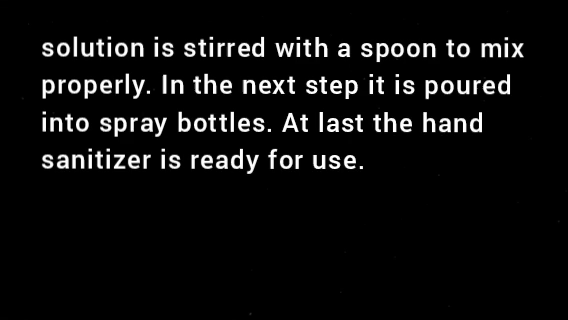 solution is stirred with a spoon to mix
properly. In the next step it is poured
into spray bottles. At last the hand
sanitizer is ready for use.